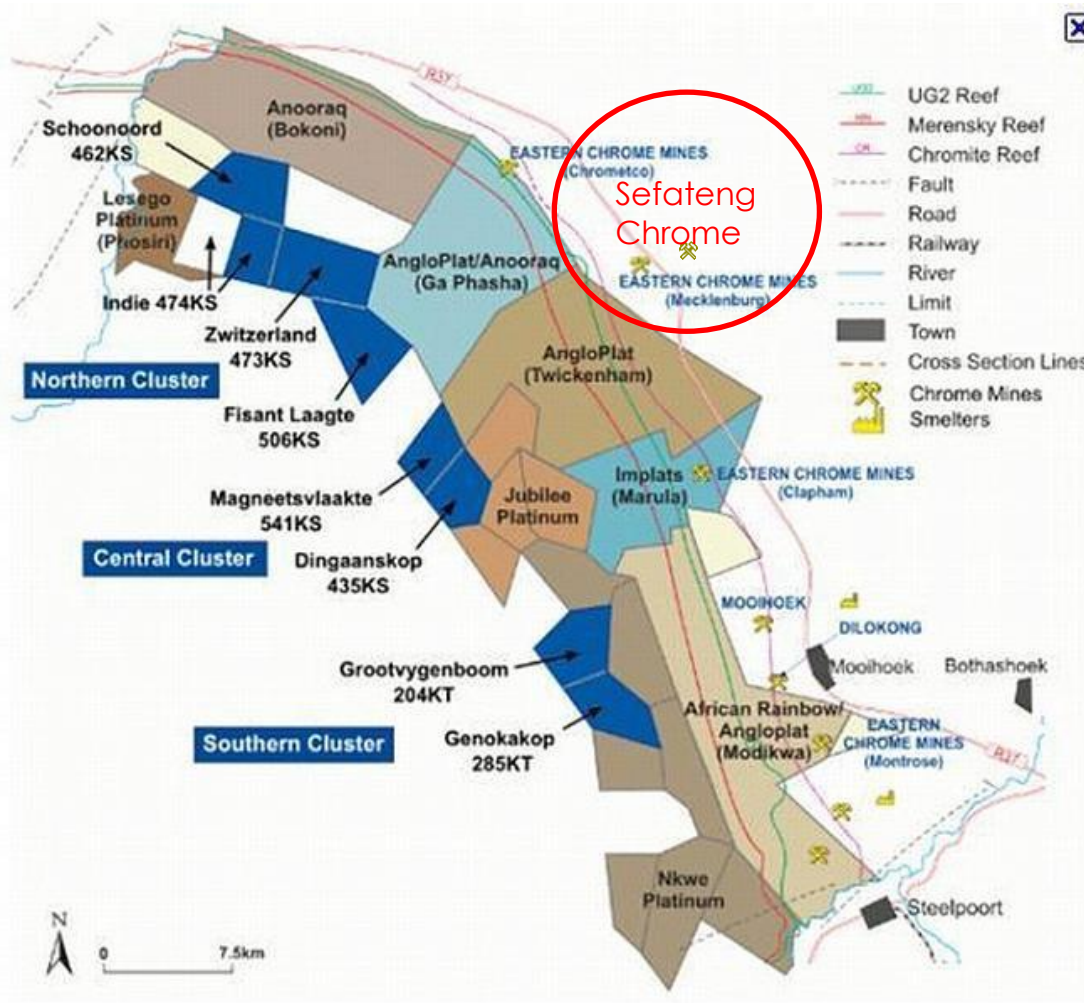 Anooraq
(Bokoni)
R37
Schoonoord
462KS
EASTERN CHROME MINES
(Chrometco)
Sefateng
Chrome
Lesego
Platinum
(Phosiri)
AngloPlat/Anooraq
(Ga Phasha)
EASTERN CHROME MINES
(Mecklenburg)
Indie 474KS
Zwitzerland
473KS
AngloPlat
(Twickenham)
Northern Cluster
Fisant Laagte
506KS
Implats
(Marula)
EASTERN CHROME MINES
(Clapham)
Magneetsvlaakte
541KS
Jubilee
Platinum
Central Cluster
Dingaanskop
435KS
MOOIHOEK
DILOKONG
Mooihoek
Bothashoek
Grootvygenboom
204KT
African Rainbow/
Angloplat
(Modikwa)
EASTERN
CHROME MINES
(Montrose)
R37
Southern Cluster
Genokakop
285KT
Nkwe
Platinum
Steelpoort
N
0 7.5km
UG2 Reef
Merensky Reef
Chromite Reef
Fault
Road
Railway
River
Limit
Town
Cross Section Lines
Chrome Mines
Smelters